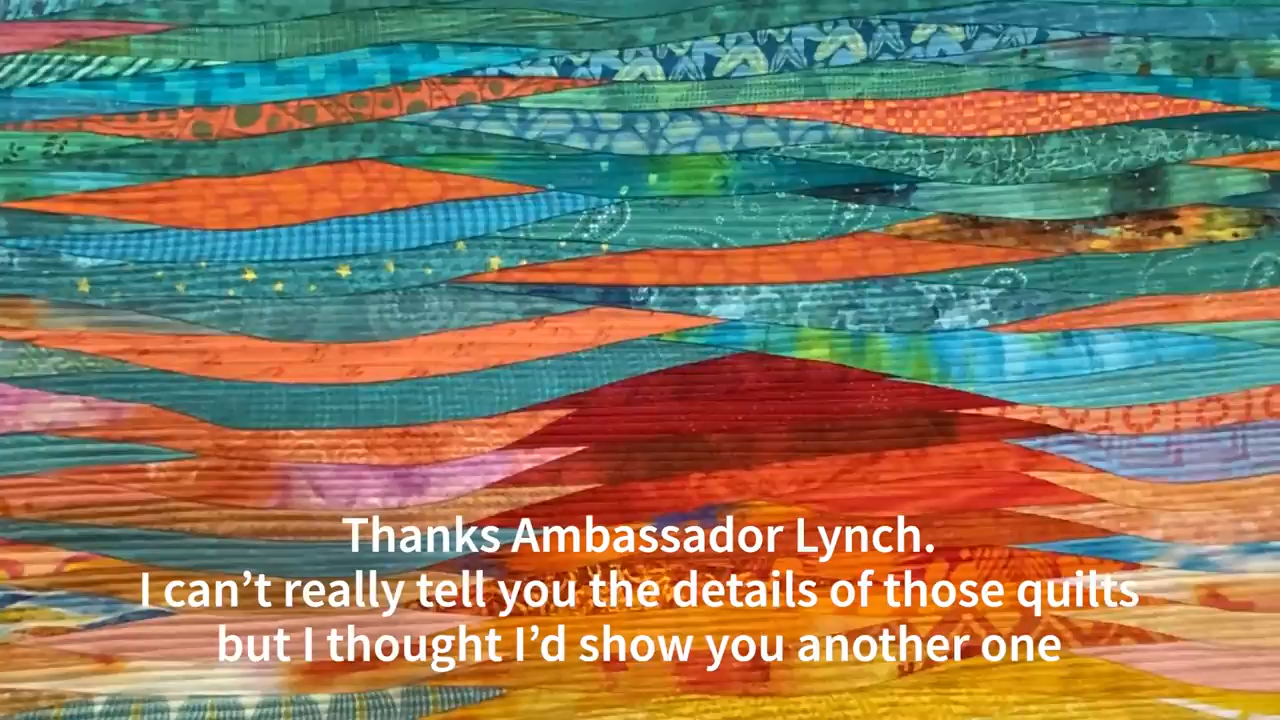 Thanks Ambassador Lynch.
I can’t really tell you the details of those quilts
but I thought I’d show you another one